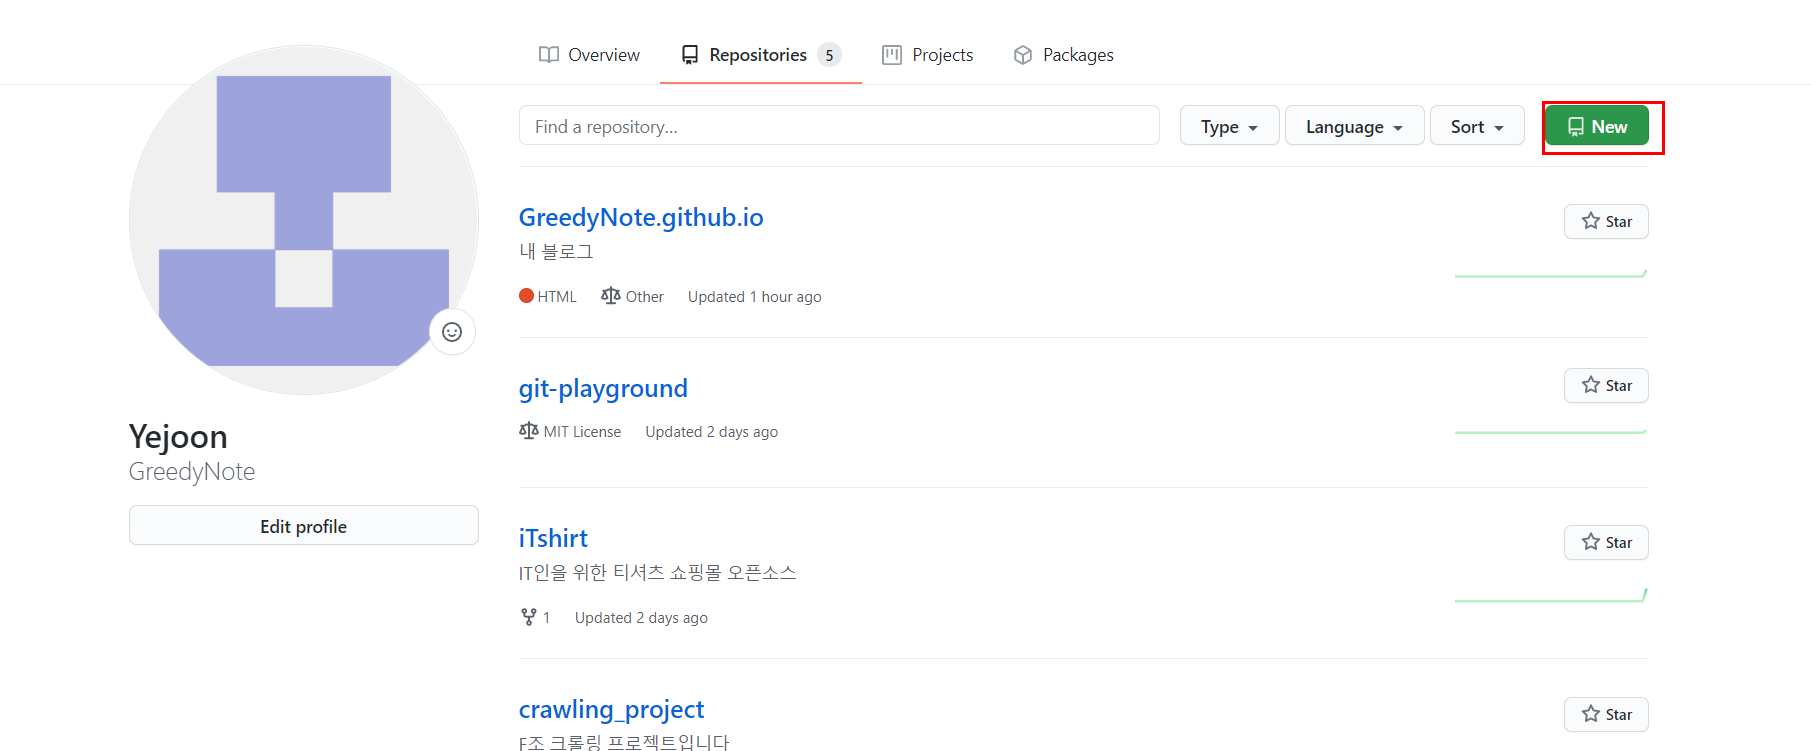 Overview Repositories 5 Projects Packages
Find a repository... Type Language Sort New
GreedyNote.github.io Star
내 블로그
HTML Other Updated 1 hour ago
git-playground Star
MIT License Updated 2 days ago
Yejoon
GreedyNote
Edit profile
iTshirt Star
IT인을 위한 티셔츠 쇼핑몰 오픈소스
1 Updated 2 days ago
crawling_project Star
F조 크롤링 프로젝트입니다